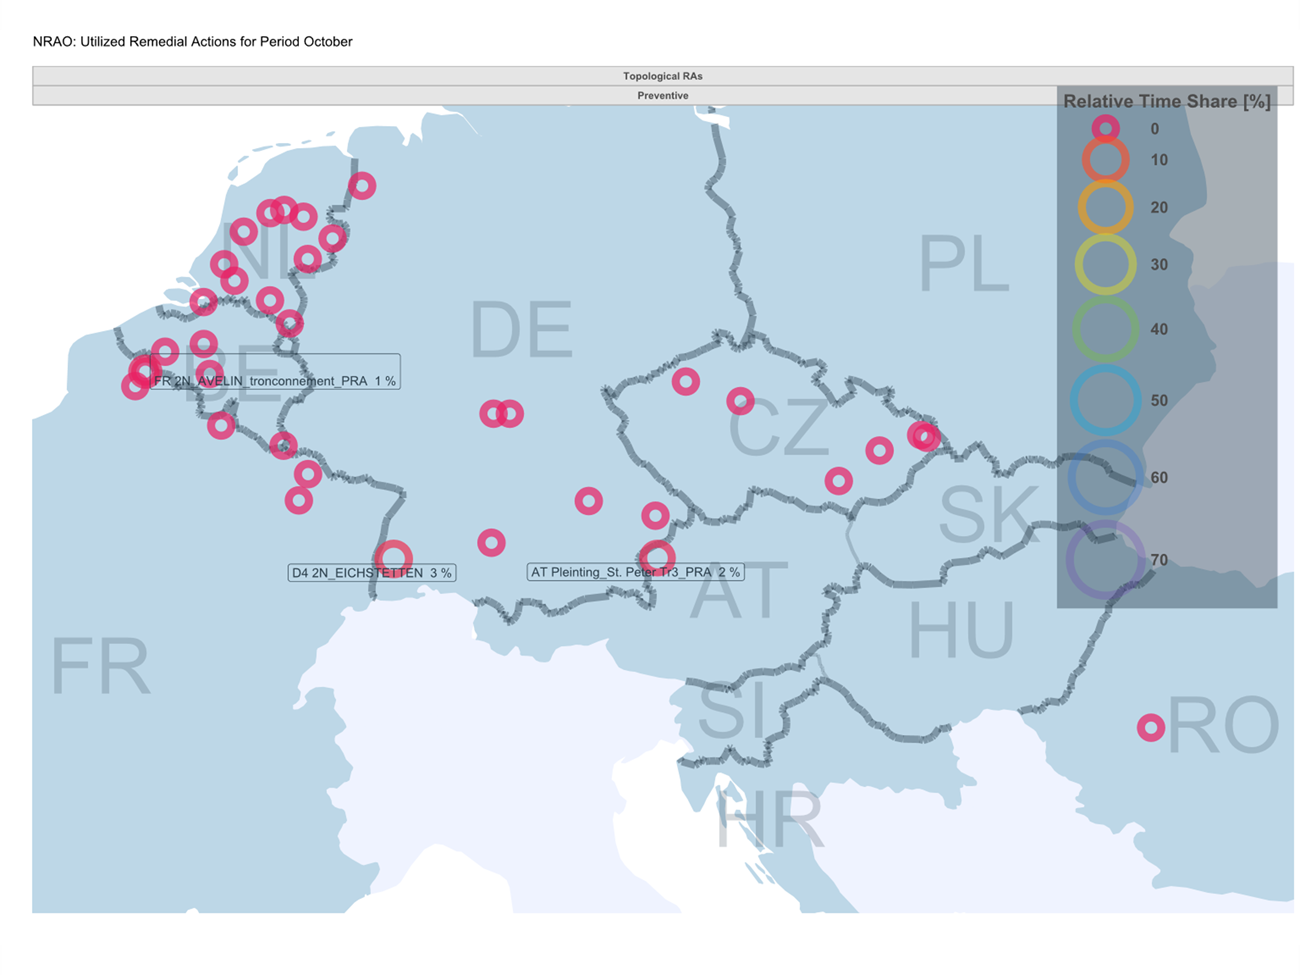 NRAO: Utilized Remedial Actions for Period October
Topological RAs
Preventive
Relative Time Share [%]
0
10
20
30
40
50
60
70
NL
PL
DE
BE
FR 2N_AVELIN_tronconnement_PRA 1 %
CZ
SK
D4 2N_EICHSTETTEN 3 %
AT Pleinting_St. Peter Tr3_PRA 2 %
AT
HU
FR
SI
RO
HR